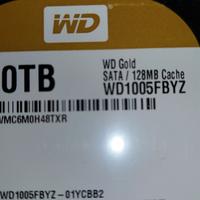 WD
0TB
WD Gold
SATA / 128MB Cache
WD1005FBYZ
WMC6M0H48TXR
WD1005FBYZ-01YCBB2